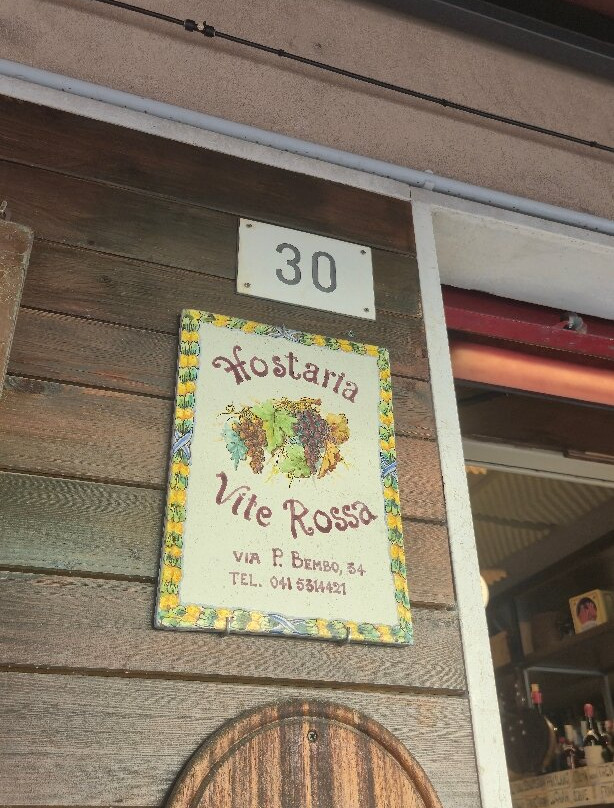 30
Hostaria
Vite Rossa
VIA P. BEMBO, 34
TEL. 041 5314421